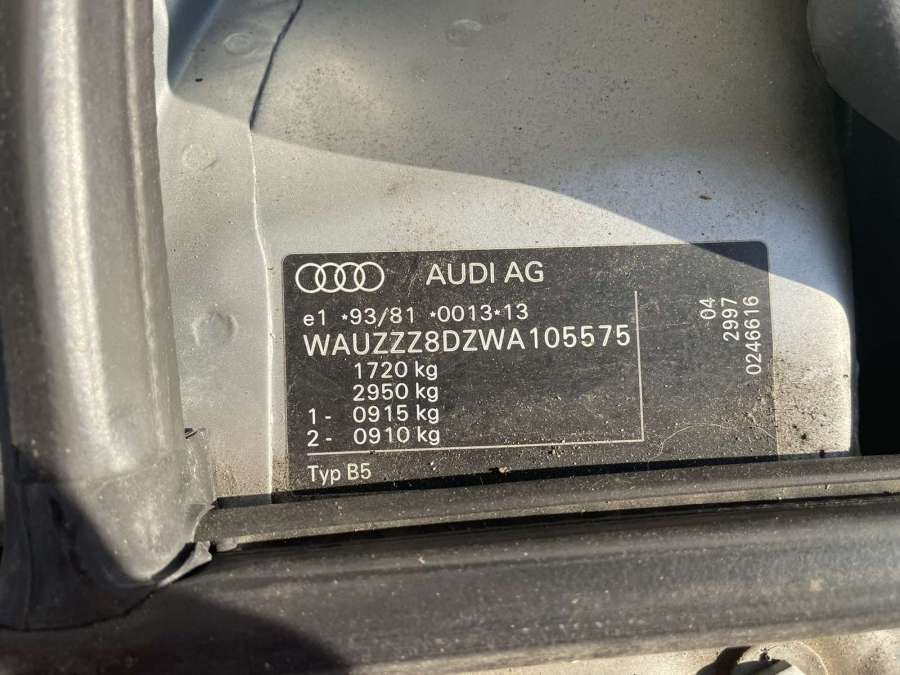 AUDI AG
e1 *93/81 *0013*13
WAUZZZ8DZWA105575
1720 kg
2950 kg
1- 0915 kg
2- 0910 kg
Typ B5
04
2997
0246616